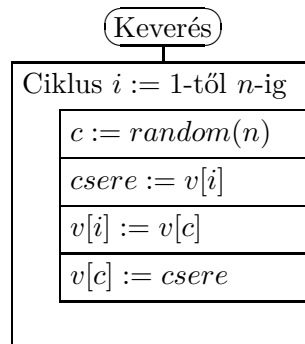 Keverés
Ciklus i := 1-től n-ig
c := random(n)
csere := v[i]
v[i] := v[c]
v[c] := csere